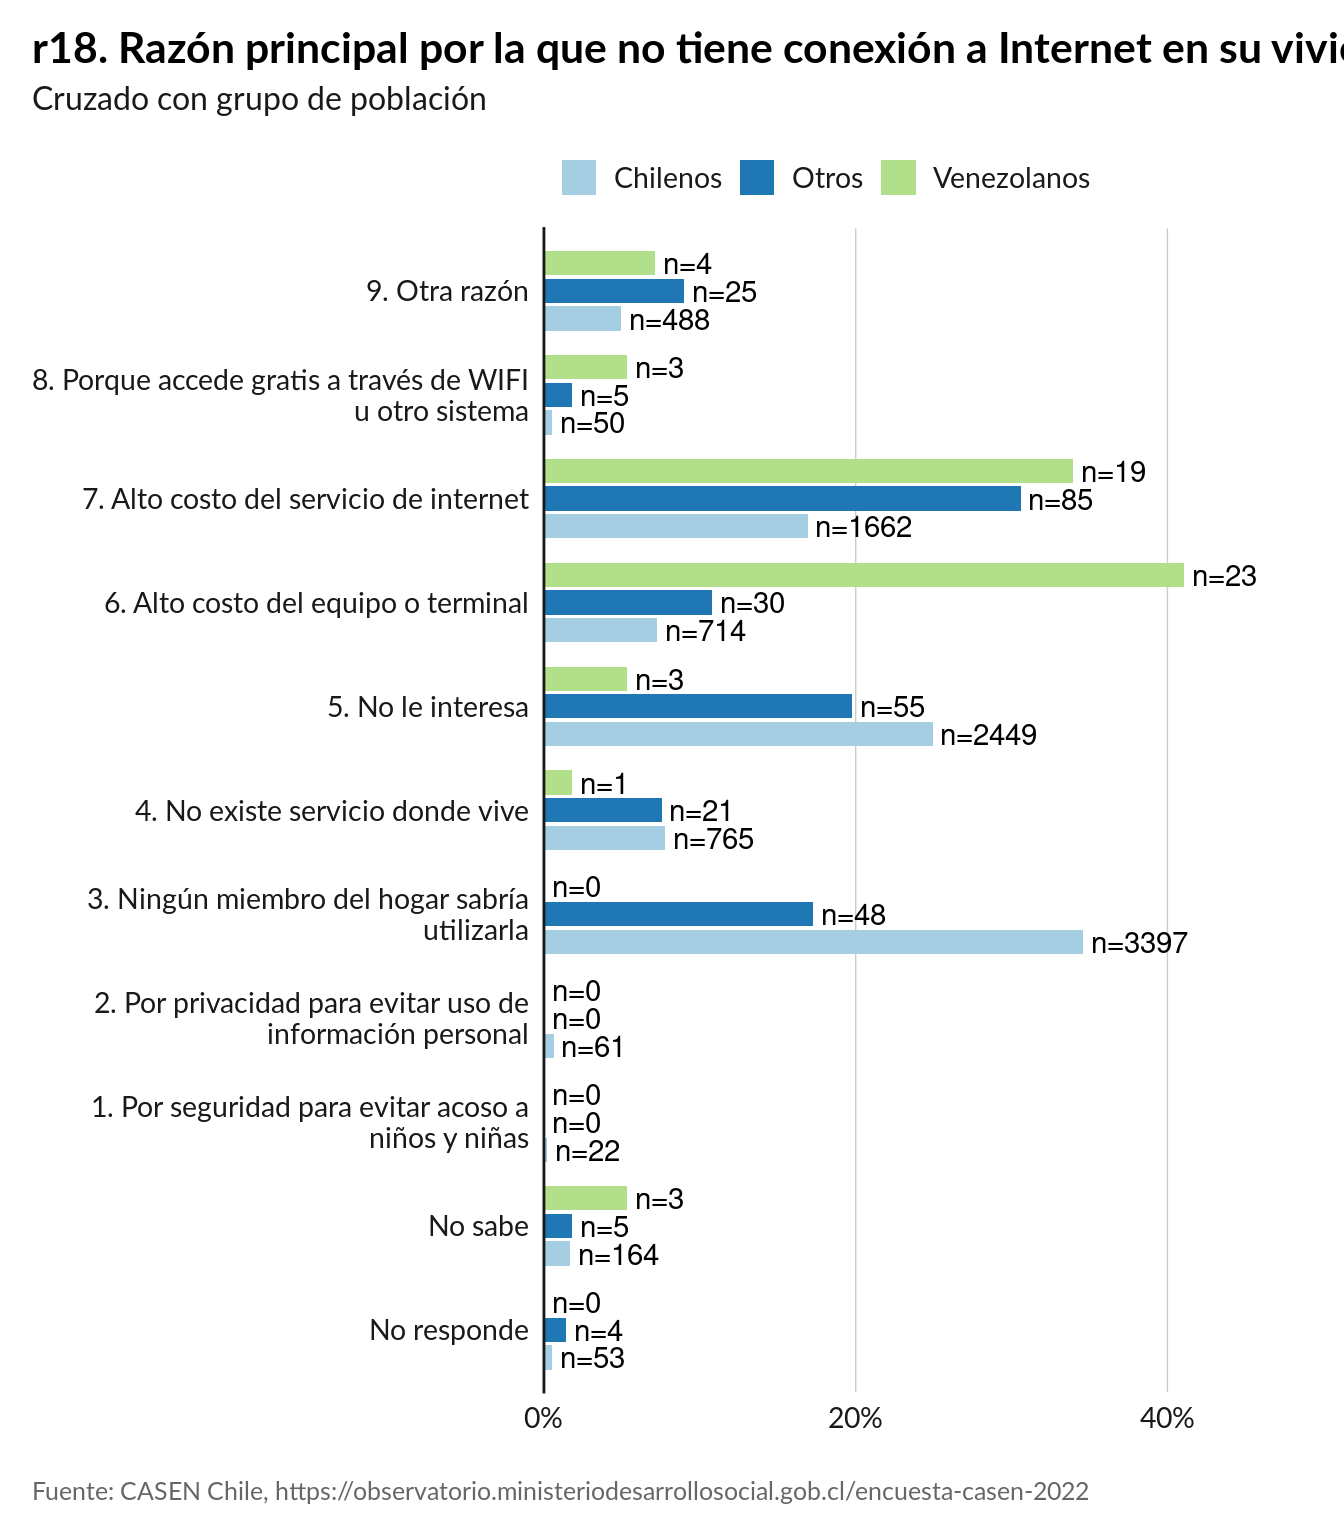 r18. Razón principal por la que no tiene conexión a Internet en su
Cruzado con grupo de población
Chilenos Otros Venezolanos
9. Otra razón
n=4
n=25
n=488
8. Porque accede gratis a través de WIFI
u otro sistema
n=3
n=5
n=50
7. Alto costo del servicio de internet
n=19
n=85
n=1662
6. Alto costo del equipo o terminal
n=23
n=30
n=714
5. No le interesa
n=3
n=55
n=2449
4. No existe servicio donde vive
n=1
n=21
n=765
3. Ningún miembro del hogar sabría
utilizarla
n=0
n=48
n=3397
2. Por privacidad para evitar uso de
información personal
n=0
n=0
n=61
1. Por seguridad para evitar acoso a
niños y niñas
n=0
n=0
n=22
No sabe
n=3
n=5
n=164
No responde
n=0
n=4
n=53
0% 20% 40%
Fuente: CASEN Chile, https://observatorio.ministeriodesarrollosocial.gob.cl/encuesta-casen-2022